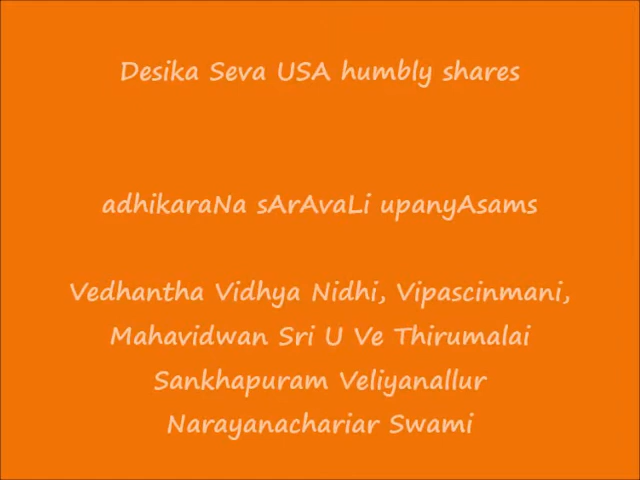 Desika Seva USA humbly shares
adhikaraNa sArAvaLi upanyAsams
Vedhantha Vidhya Nidhi, Vipascinmani,
Mahavidwan Sri U Ve Thirumalai
Sankhapuram Veliyanallur
Narayanachariar Swami